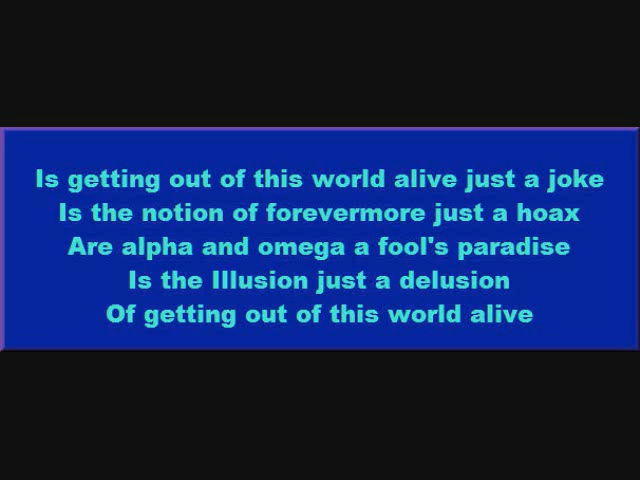 Is getting out of this world alive just a joke
Is the notion of forevermore just a hoax
Are alpha and omega a fool's paradise
Is the Illusion just a delusion
Of getting out of this world alive